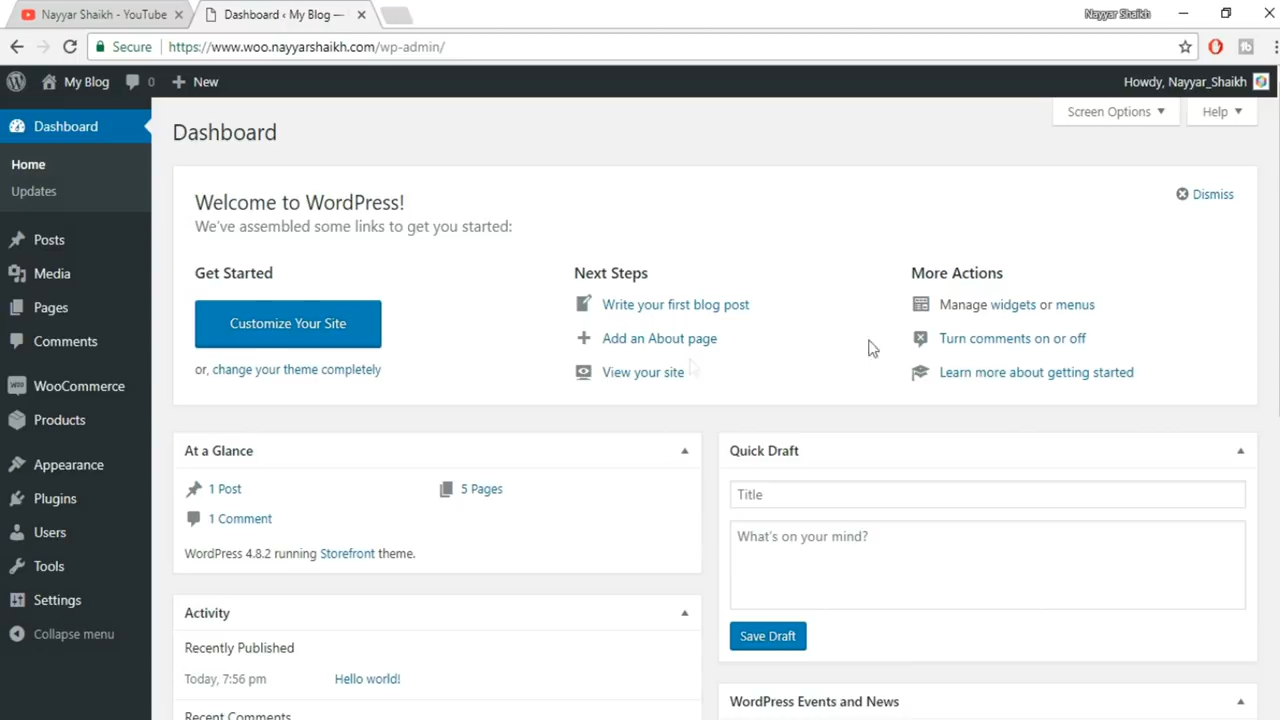 Nayyar Shaikh - YouTube
Dashboard ‹ My Blog —
Nayyar Shaikh
Secure
https://www.woo.nayyarshaikh.com/wp-admin/
My Blog
0
New
Howdy, Nayyar_Shaikh
Dashboard
Home
Updates
Posts
Media
Pages
Comments
WooCommerce
Products
Appearance
Plugins
Users
Tools
Settings
Collapse menu
Screen Options
Help
Dashboard
Welcome to WordPress!
We've assembled some links to get you started:
Dismiss
Get Started
Customize Your Site
or, change your theme completely
Next Steps
Write your first blog post
Add an About page
View your site
More Actions
Manage widgets or menus
Turn comments on or off
Learn more about getting started
At a Glance
1 Post
5 Pages
1 Comment
WordPress 4.8.2 running Storefront theme.
Activity
Recently Published
Today, 7:56 pm
Hello world!
Recent Comments
Quick Draft
Title
What's on your mind?
Save Draft
WordPress Events and News